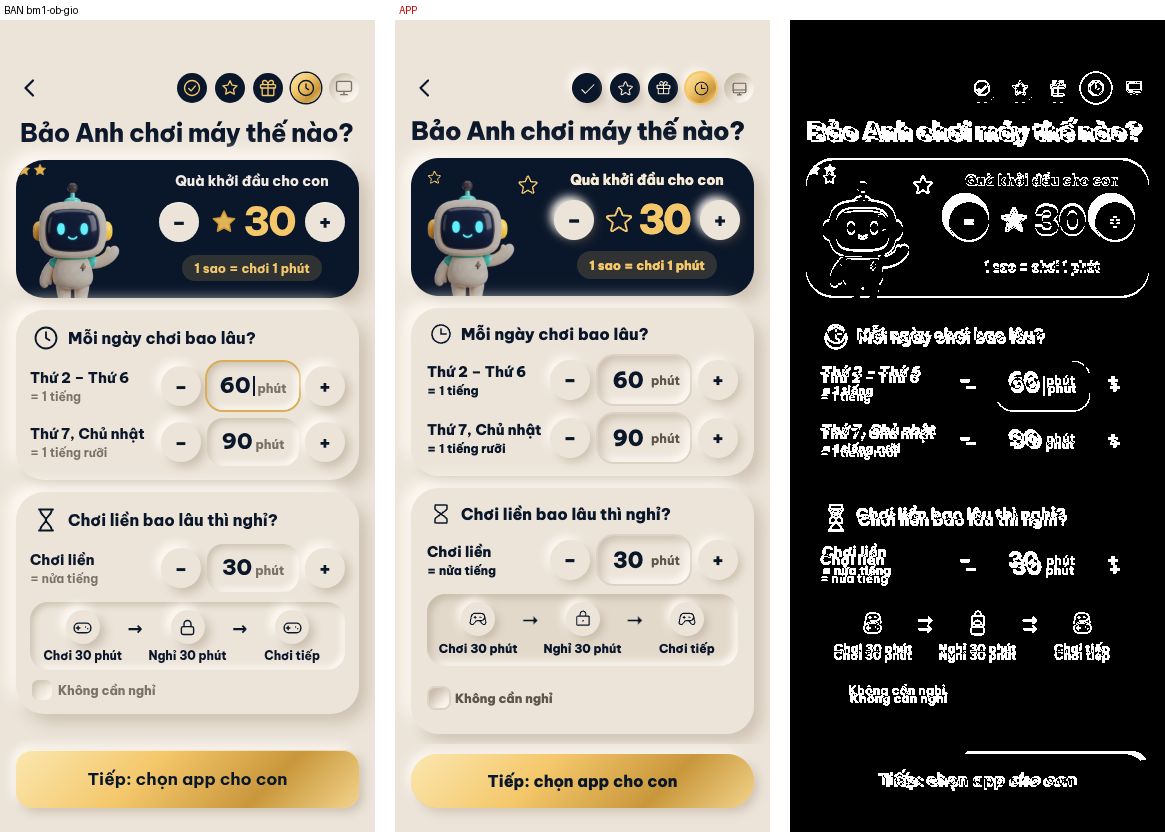 BAN bm1-ob-gio
Bảo Anh chơi máy thế nào?
Quà khởi đầu cho con
– 30 +
1 sao = chơi 1 phút
Mỗi ngày chơi bao lâu?
Thứ 2 – Thứ 6
= 1 tiếng
– 60 phút +
Thứ 7, Chủ nhật
= 1 tiếng rưỡi
– 90 phút +
Chơi liền bao lâu thì nghỉ?
Chơi liền
= nửa tiếng
– 30 phút +
Chơi 30 phút → Nghỉ 30 phút → Chơi tiếp
Không cần nghỉ
Tiếp: chọn app cho con
APP
Bảo Anh chơi máy thế nào?
Quà khởi đầu cho con
– 30 +
1 sao = chơi 1 phút
Mỗi ngày chơi bao lâu?
Thứ 2 – Thứ 6
= 1 tiếng
– 60 phút +
Thứ 7, Chủ nhật
= 1 tiếng rưỡi
– 90 phút +
Chơi liền bao lâu thì nghỉ?
Chơi liền
= nửa tiếng
– 30 phút +
Chơi 30 phút → Nghỉ 30 phút → Chơi tiếp
Không cần nghỉ
Tiếp: chọn app cho con